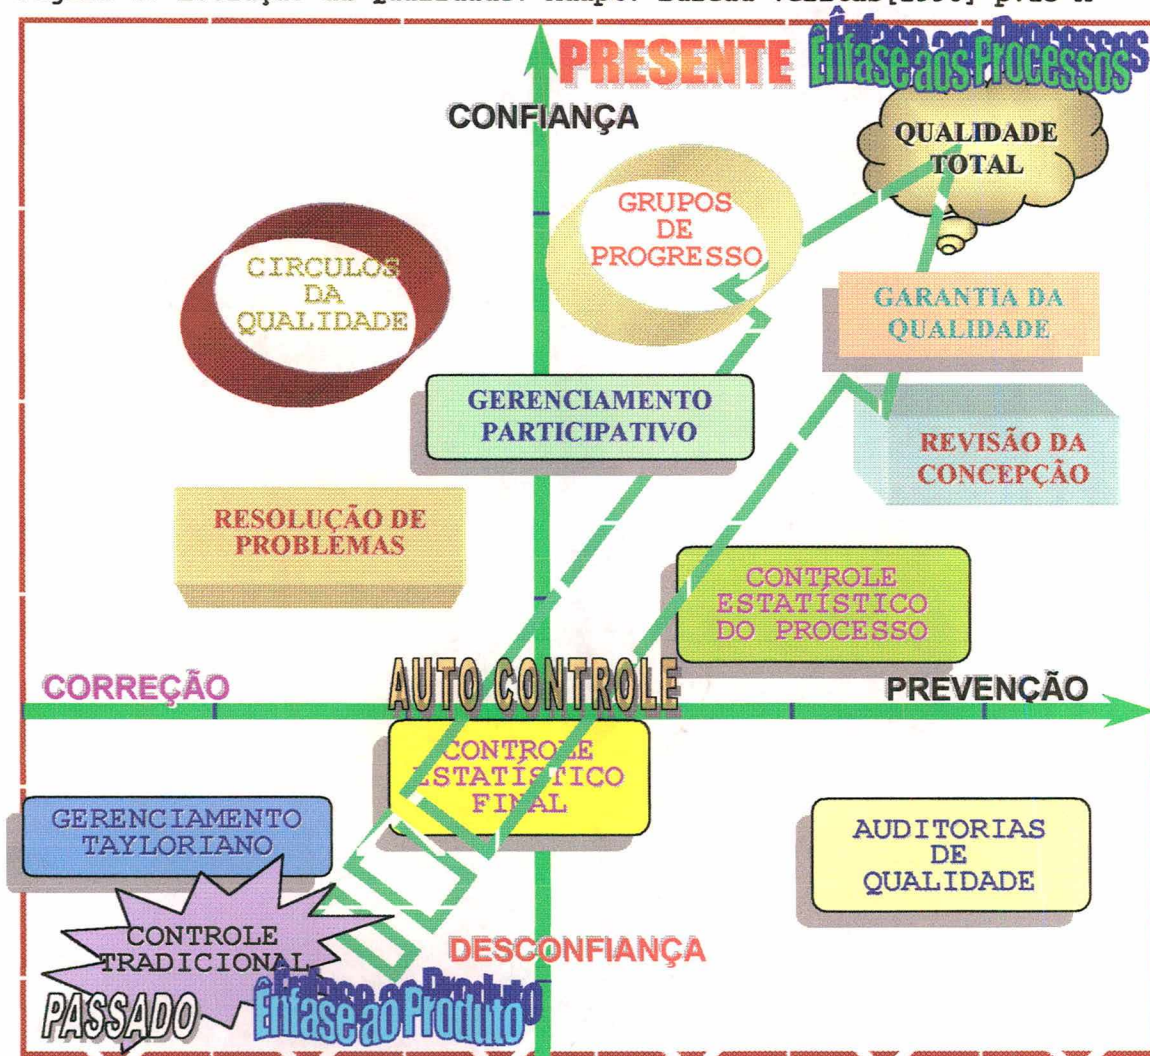 PRESENTE
Ênfase aos Processos
CONFIANÇA
QUALIDADE
TOTAL
GRUPOS
DE
PROGRESSO
CIRCULOS
DA
QUALIDADE
GARANTIA DA
QUALIDADE
GERENCIAMENTO
PARTICIPATIVO
REVISÃO DA
CONCEPÇÃO
RESOLUÇÃO DE
PROBLEMAS
CONTROLE
ESTATÍSTICO
DO PROCESSO
CORREÇÃO
AUTO CONTROLE
PREVENÇÃO
CONTROLE
ESTATÍSTICO
FINAL
GERENCIAMENTO
TAYLORIANO
AUDITORIAS
DE
QUALIDADE
CONTROLE
TRADICIONAL
DESCONFIANÇA
PASSADO
Ênfase ao Produto